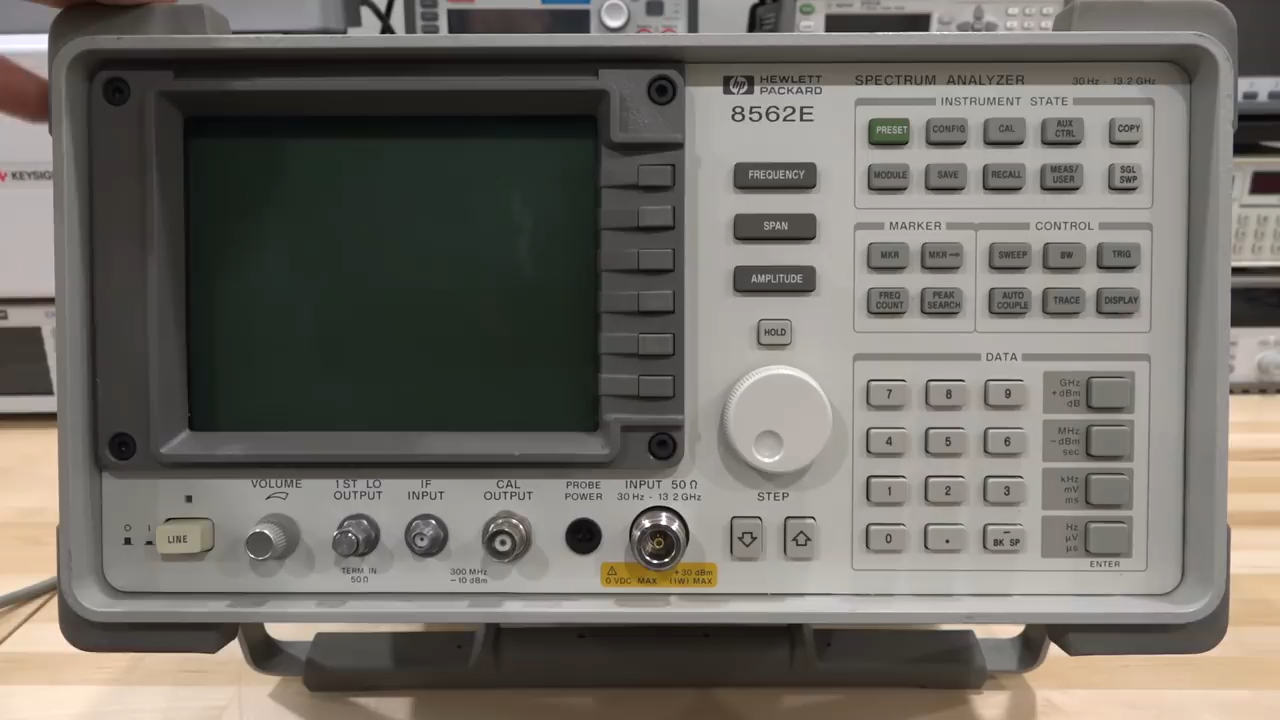 KEYSIG
hp HEWLETT
PACKARD
8562E
SPECTRUM ANALYZER 30 Hz - 13.2 GHz
INSTRUMENT STATE
PRESET CONFIG CAL AUX CTRL COPY
MODULE SAVE RECALL MEAS/ USER SGL SWP
FREQUENCY
SPAN
AMPLITUDE
HOLD
MARKER CONTROL
MKR MKR→ SWEEP BW TRIG
FREQ COUNT PEAK SEARCH AUTO COUPLE TRACE DISPLAY
DATA
7 8 9 GHz +dBm dB
4 5 6 MHz -dBm sec
1 2 3 kHz mV ms
0 . BK SP Hz µV µs
ENTER
STEP
O I
LINE
VOLUME
1ST LO
OUTPUT
TERM IN
50 Ω
IF
INPUT
CAL
OUTPUT
300 MHz
-10 dBm
PROBE
POWER
INPUT 50 Ω
30 Hz - 13.2 GHz
+30 dBm
0 VDC MAX (1W) MAX